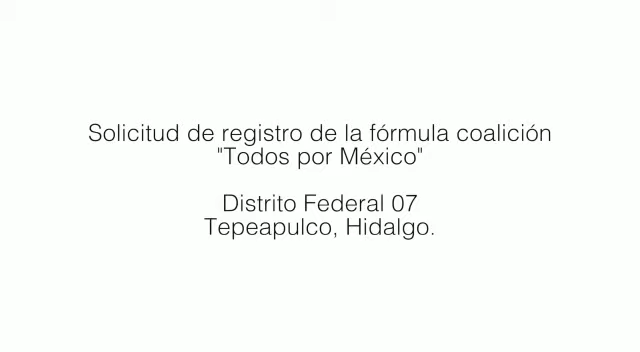 Solicitud de registro de la fórmula coalición
"Todos por México"
Distrito Federal 07
Tepeapulco, Hidalgo.